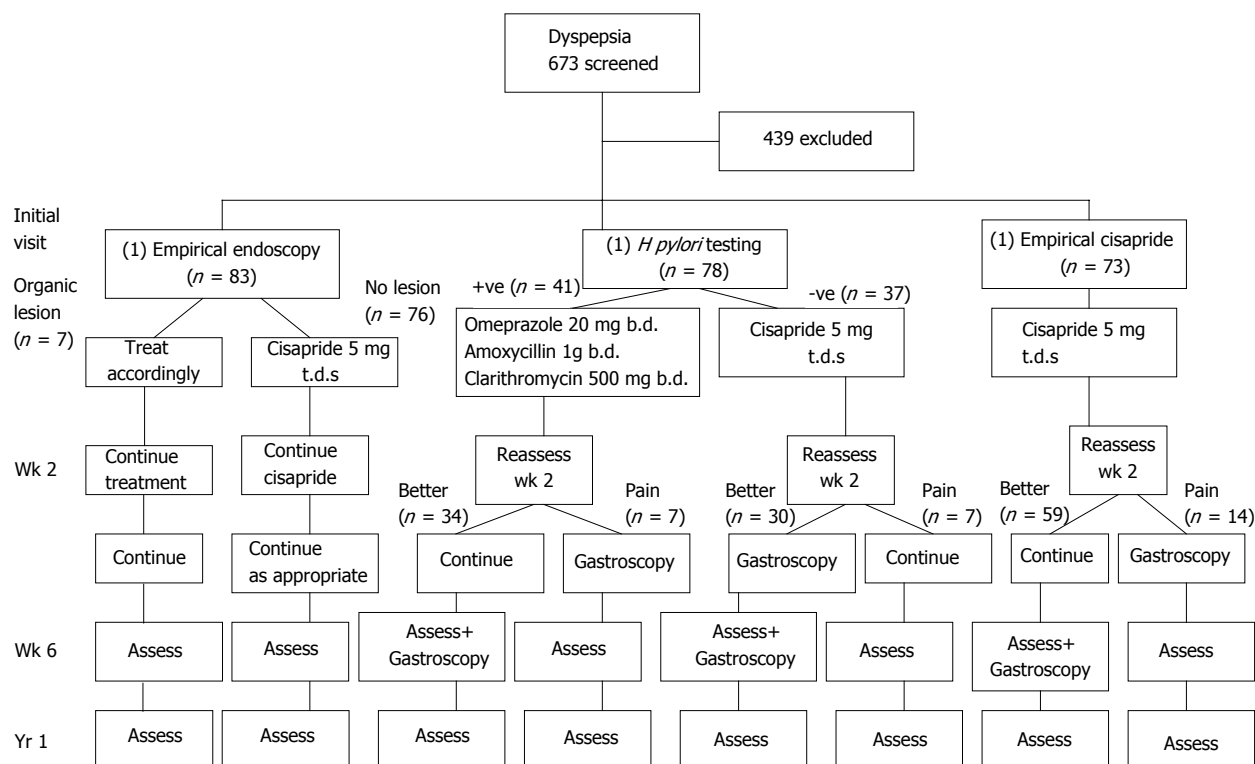 Dyspepsia
673 screened
439 excluded
Initial
visit
(1) Empirical endoscopy
(n = 83)
(1) H pylori testing
(n = 78)
(1) Empirical cisapride
(n = 73)
Organic
lesion
(n = 7)
No lesion
(n = 76)
+ve (n = 41)
-ve (n = 37)
Treat
accordingly
Cisapride 5 mg
t.d.s
Omeprazole 20 mg b.d.
Amoxycillin 1g b.d.
Clarithromycin 500 mg b.d.
Cisapride 5 mg
t.d.s
Cisapride 5 mg
t.d.s
Wk 2
Continue
treatment
Continue
cisapride
Reassess
wk 2
Reassess
wk 2
Reassess
wk 2
Better
(n = 34)
Pain
(n = 7)
Better
(n = 30)
Pain
(n = 7)
Better
(n = 59)
Pain
(n = 14)
Continue
Continue
as appropriate
Continue
Gastroscopy
Gastroscopy
Continue
Continue
Gastroscopy
Wk 6
Assess
Assess
Assess+
Gastroscopy
Assess
Assess+
Gastroscopy
Assess
Assess+
Gastroscopy
Assess
Yr 1
Assess
Assess
Assess
Assess
Assess
Assess
Assess
Assess